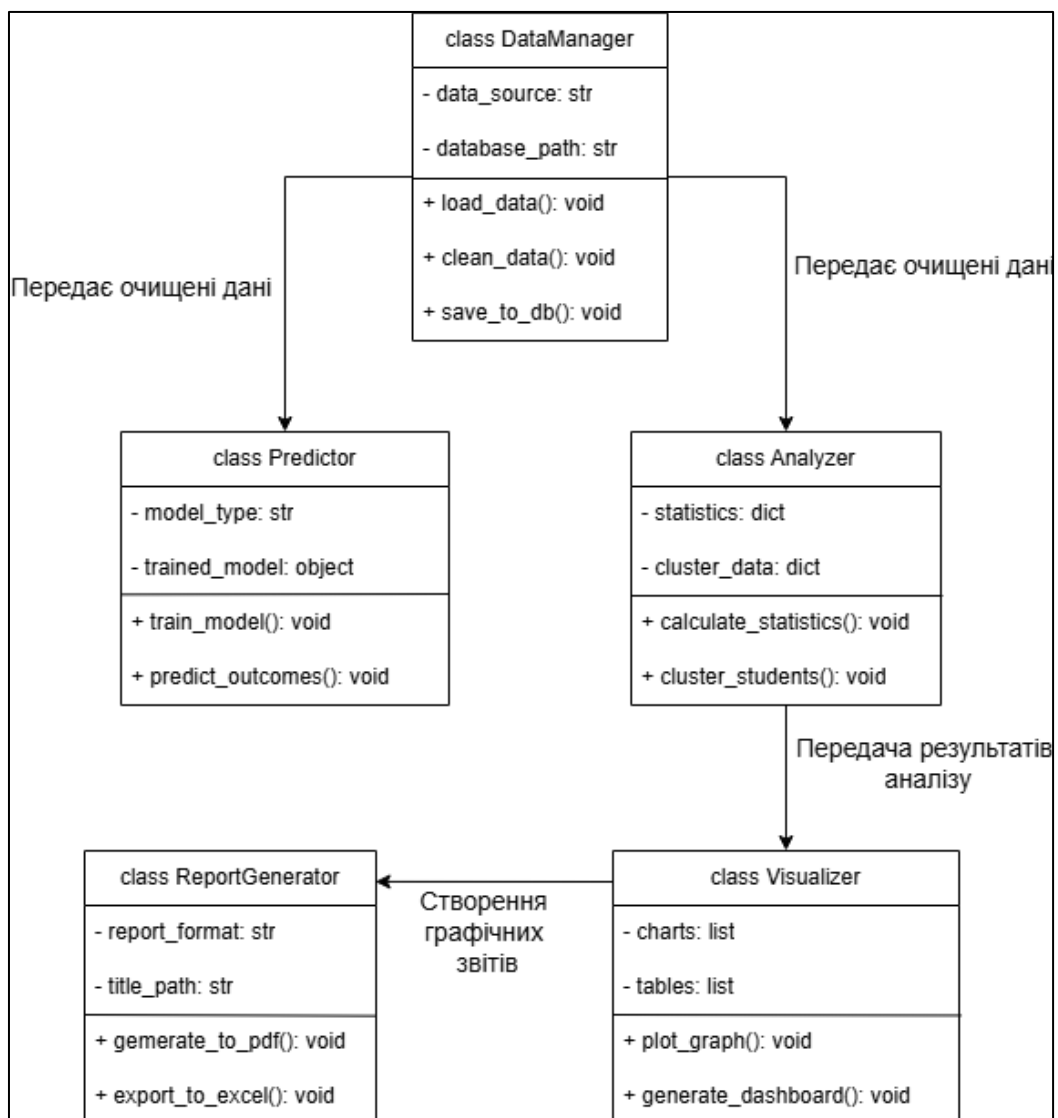 class DataManager
- data_source: str
- database_path: str
+ load_data(): void
+ clean_data(): void
+ save_to_db(): void
Передає очищені дані
Передає очищені дані
class Predictor
- model_type: str
- trained_model: object
+ train_model(): void
+ predict_outcomes(): void
class Analyzer
- statistics: dict
- cluster_data: dict
+ calculate_statistics(): void
+ cluster_students(): void
Передача результатів
аналізу
class ReportGenerator
- report_format: str
- title_path: str
+ gemerate_to_pdf(): void
+ export_to_excel(): void
Створення
графічних
звітів
class Visualizer
- charts: list
- tables: list
+ plot_graph(): void
+ generate_dashboard(): void